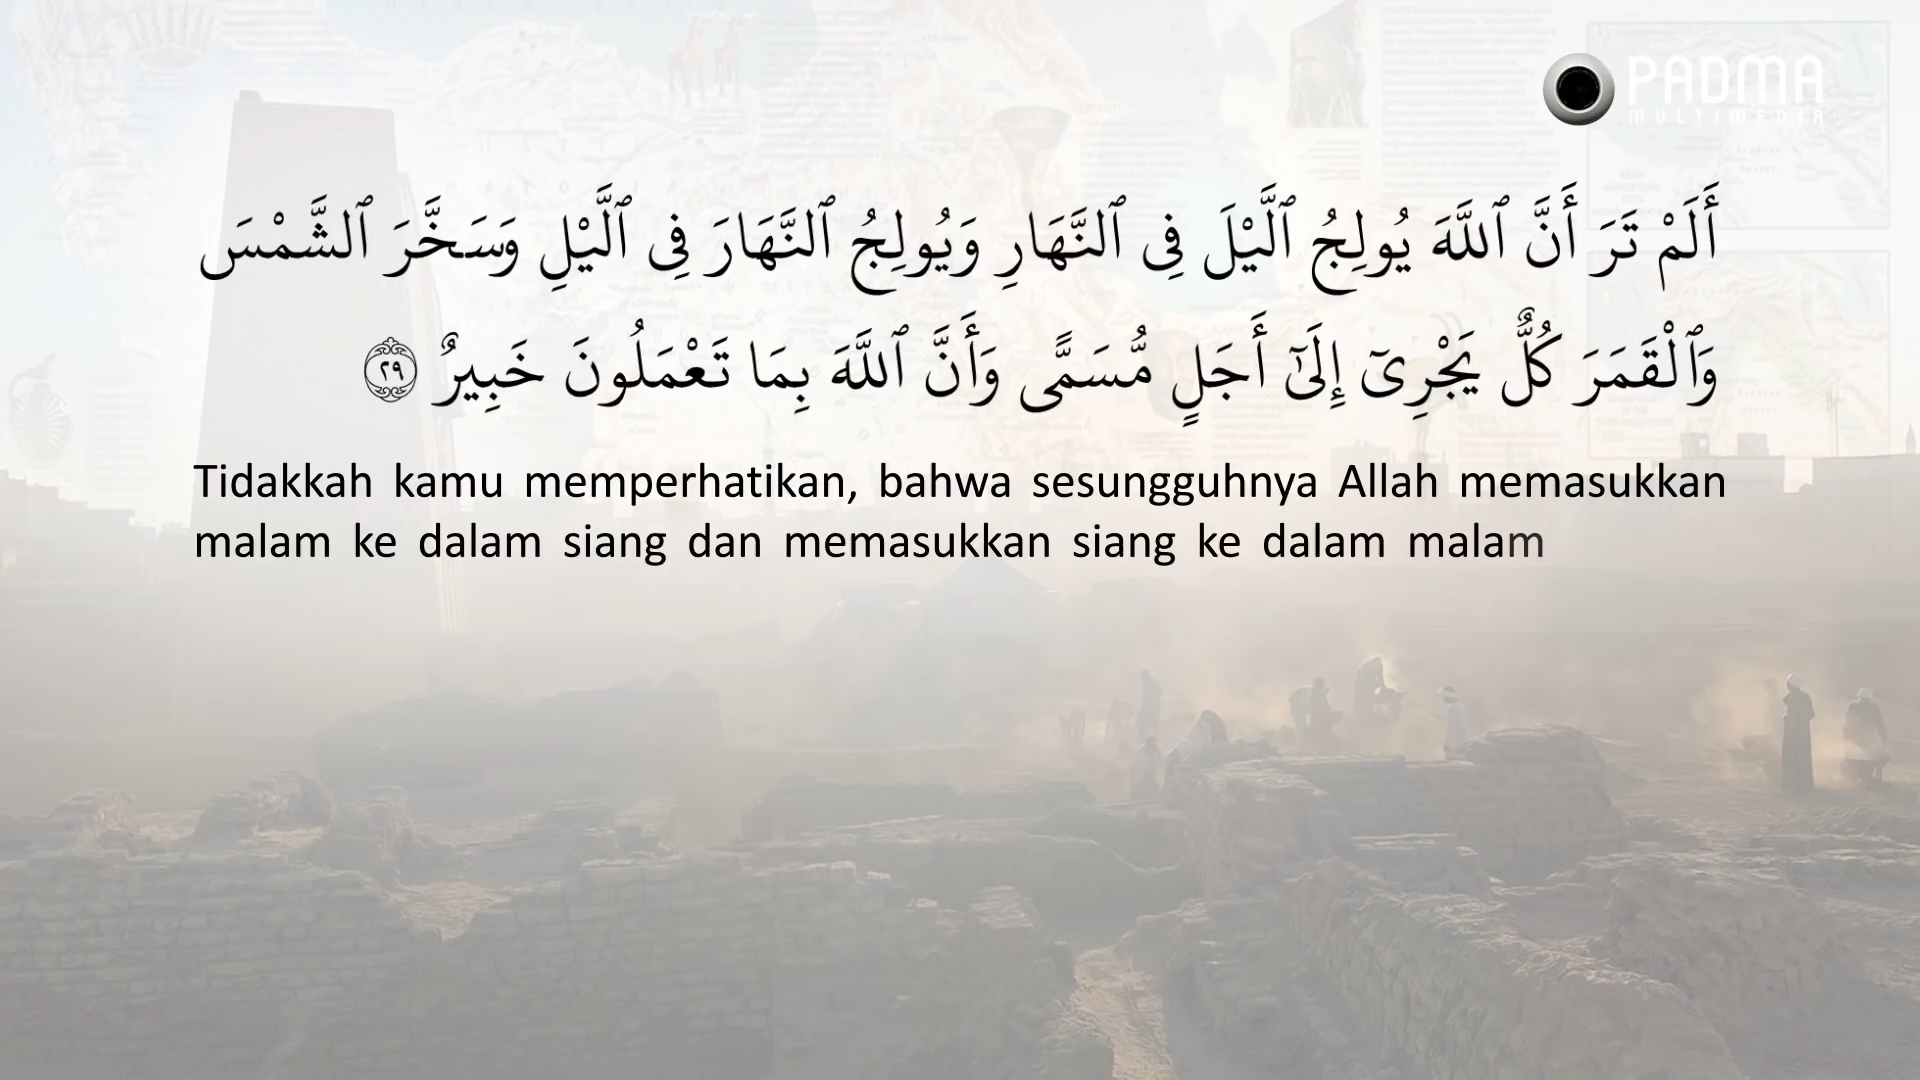 PADMA
MULTIMEDIA
أَلَمْ تَرَ أَنَّ ٱللَّهَ يُولِجُ ٱلَّيْلَ فِى ٱلنَّهَارِ وَيُولِجُ ٱلنَّهَارَ فِى ٱلَّيْلِ وَسَخَّرَ ٱلشَّمْسَ
وَٱلْقَمَرَ كُلٌّ يَجْرِىٓ إِلَىٰٓ أَجَلٍ مُّسَمًّى وَأَنَّ ٱللَّهَ بِمَا تَعْمَلُونَ خَبِيرٌ ٢٩
Tidakkah kamu memperhatikan, bahwa sesungguhnya Allah memasukkan
malam ke dalam siang dan memasukkan siang ke dalam malam